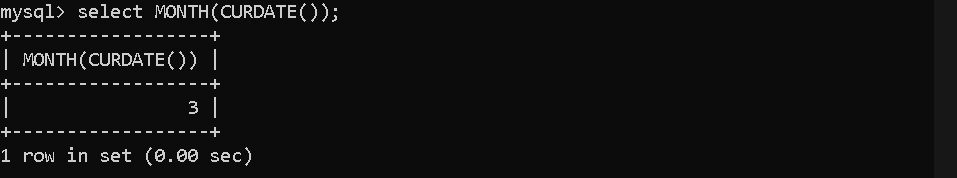 mysql> select MONTH(CURDATE());
+------------------+
| MONTH(CURDATE()) |
+------------------+
|                3 |
+------------------+
1 row in set (0.00 sec)